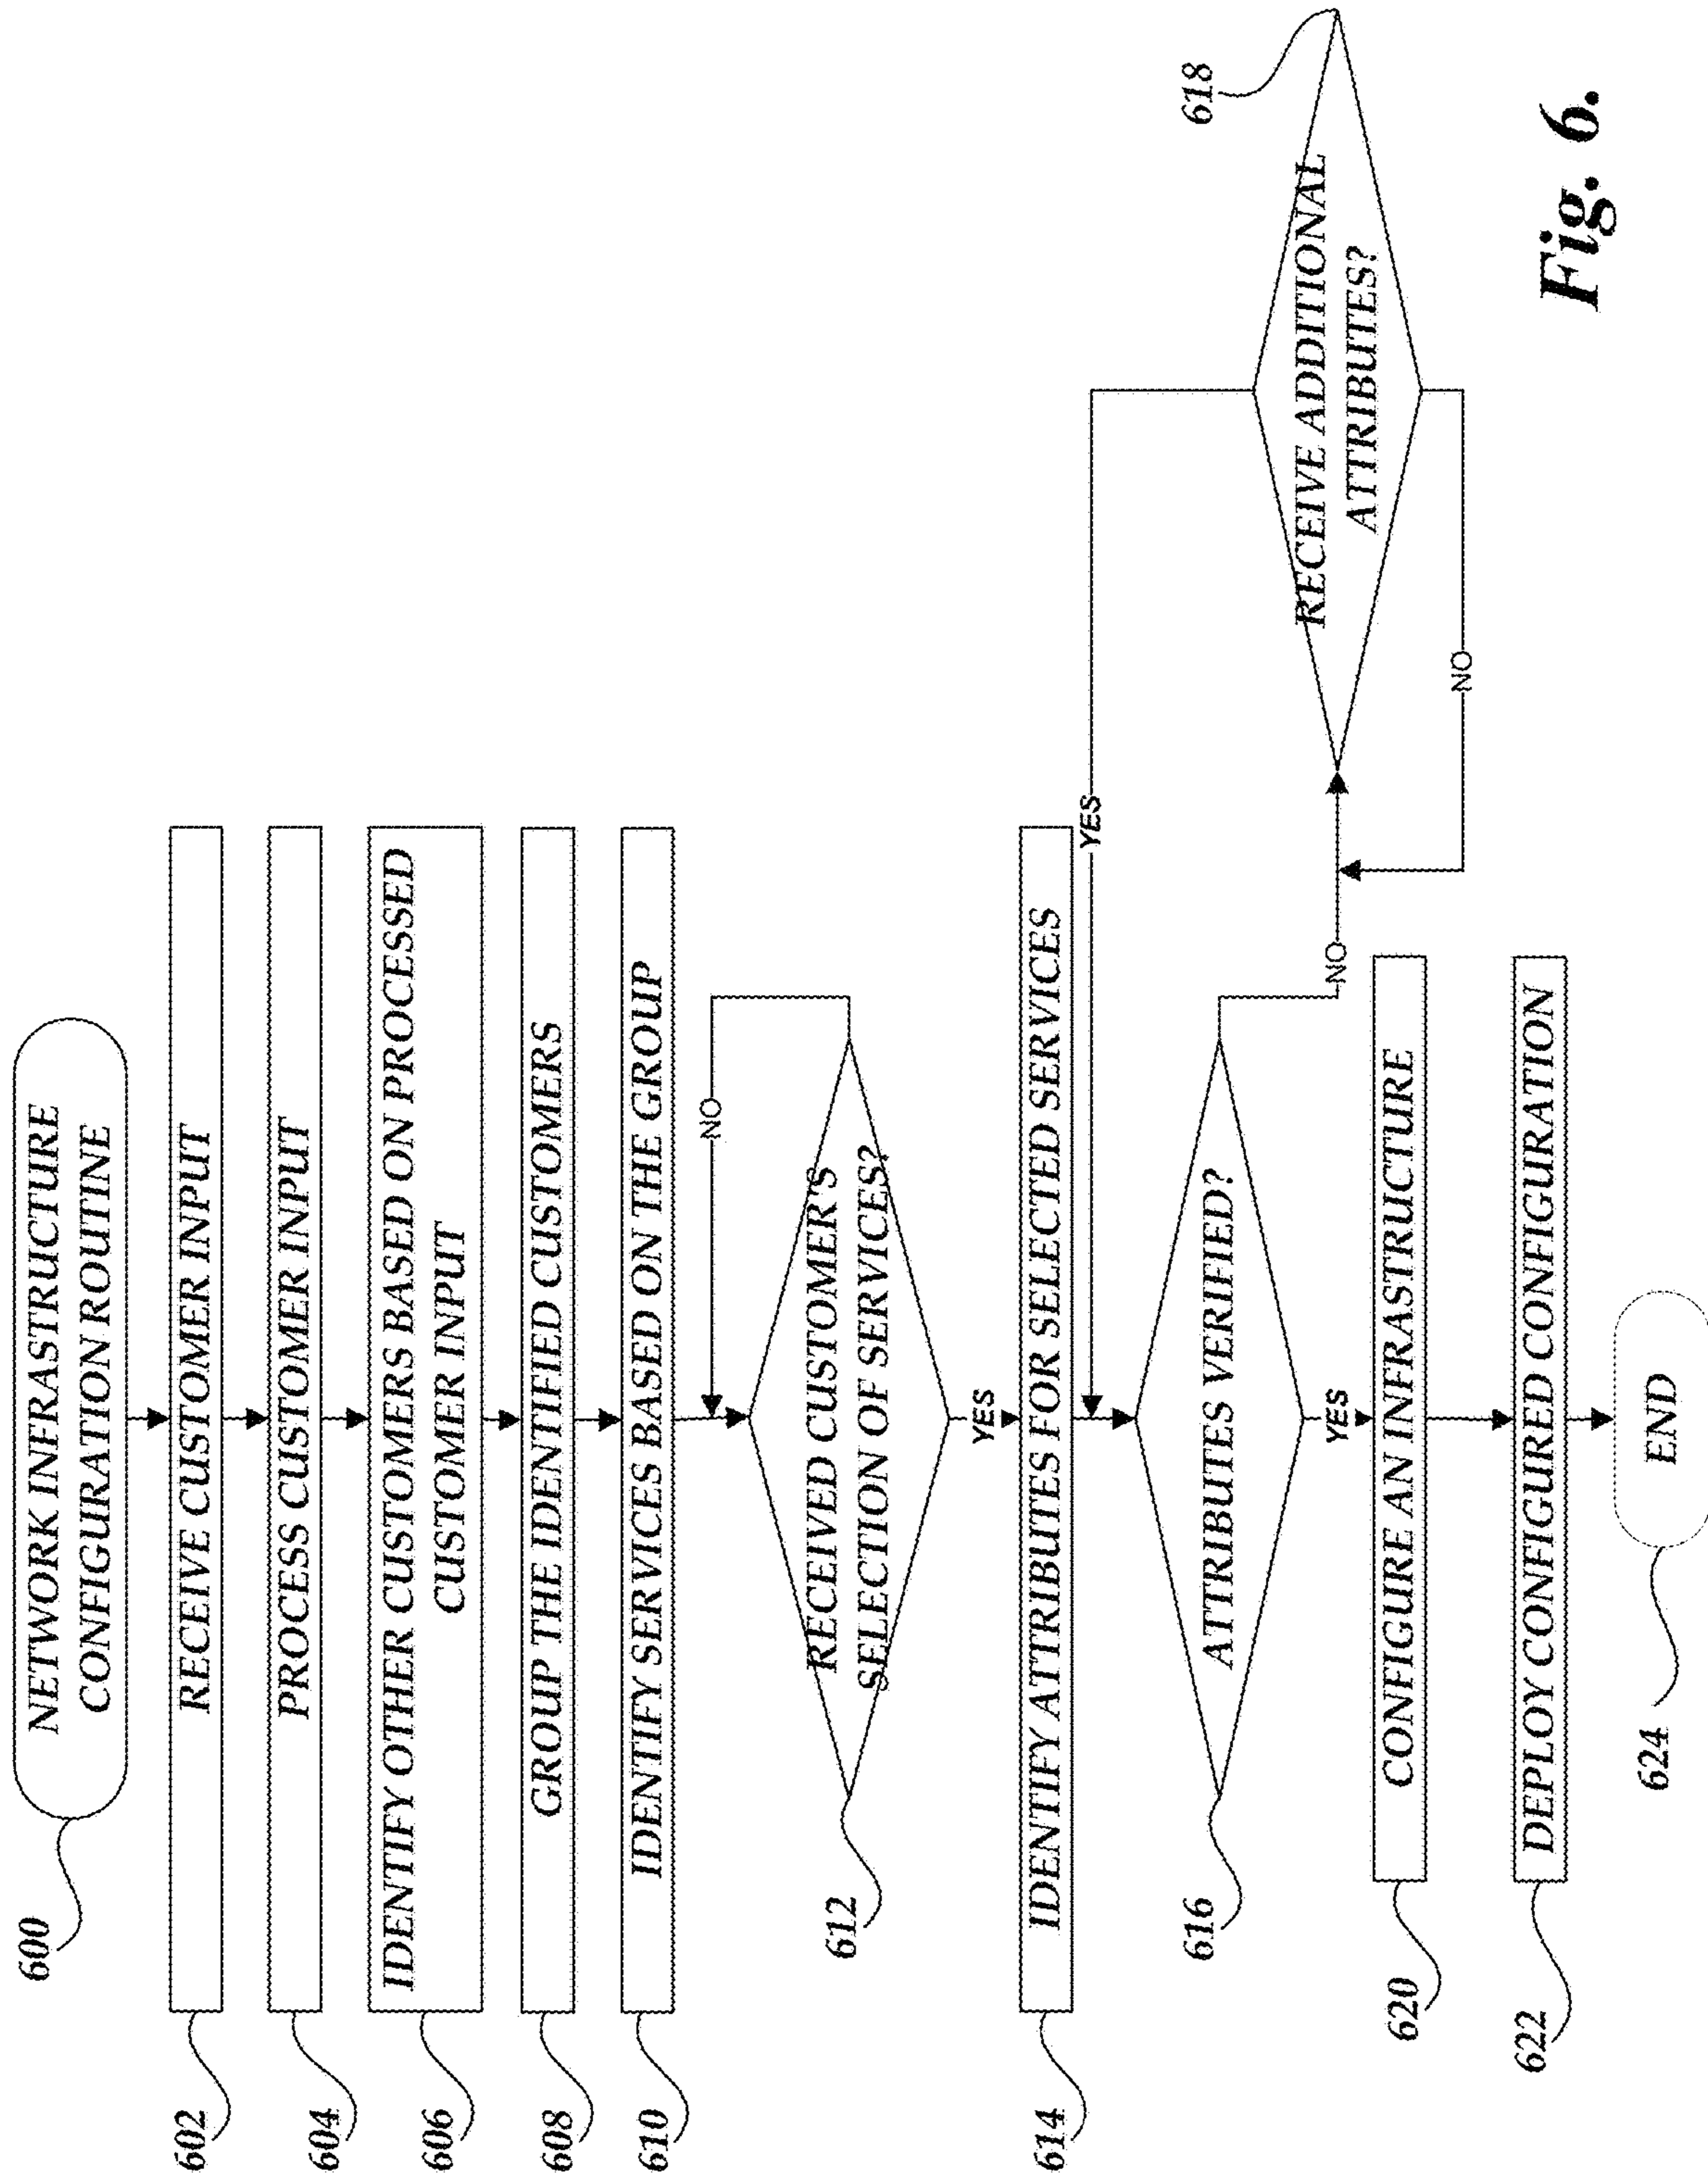 600
NETWORK INFRASTRUCTURE
CONFIGURATION ROUTINE
602
RECEIVE CUSTOMER INPUT
604
PROCESS CUSTOMER INPUT
606
IDENTIFY OTHER CUSTOMERS BASED ON PROCESSED
CUSTOMER INPUT
608
GROUP THE IDENTIFIED CUSTOMERS
610
IDENTIFY SERVICES BASED ON THE GROUP
NO
612
RECEIVED CUSTOMER'S
SELECTION OF SERVICES?
YES
614
IDENTIFY ATTRIBUTES FOR SELECTED SERVICES
YES
616
ATTRIBUTES VERIFIED?
NO
618
RECEIVE ADDITIONAL
ATTRIBUTES?
NO
YES
620
CONFIGURE AN INFRASTRUCTURE
622
DEPLOY CONFIGURED CONFIGURATION
624
END
Fig. 6.